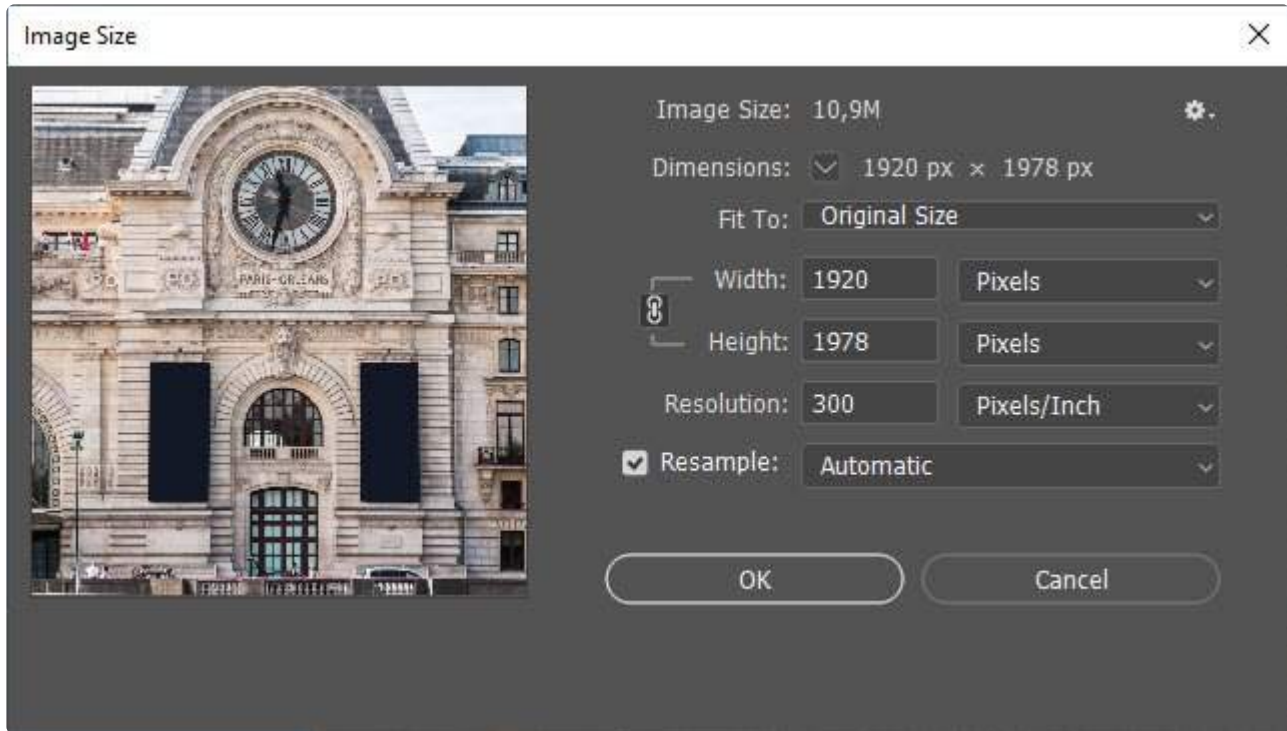 Image Size
Image Size: 10,9M
Dimensions: 1920 px × 1978 px
Fit To: Original Size
Width: 1920 Pixels
Height: 1978 Pixels
Resolution: 300 Pixels/Inch
Resample: Automatic
OK Cancel
PARIS-ORLEANS